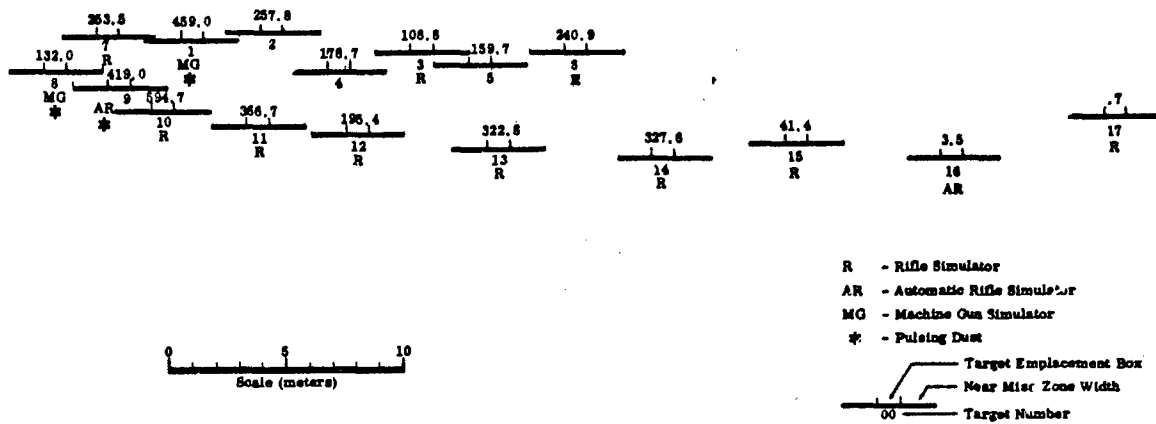 253.5
459.0
257.8
7
R
1
MG
*
2
132.0
8
MG
*
419.0
9
AR
*
594.7
10
R
178.7
4
3
R
159.7
5
240.9
366.7
11
R
195.4
12
R
322.8
13
R
327.6
14
R
41.4
15
R
3.5
16
AR
.7
17
R
R - Rifle Simulator
AR - Automatic Rifle Simulator
MG - Machine Gun Simulator
* - Pulsing Dust
0 5 10
Scale (meters)
Target Emplacement Box
Near Miss Zone Width
00 Target Number